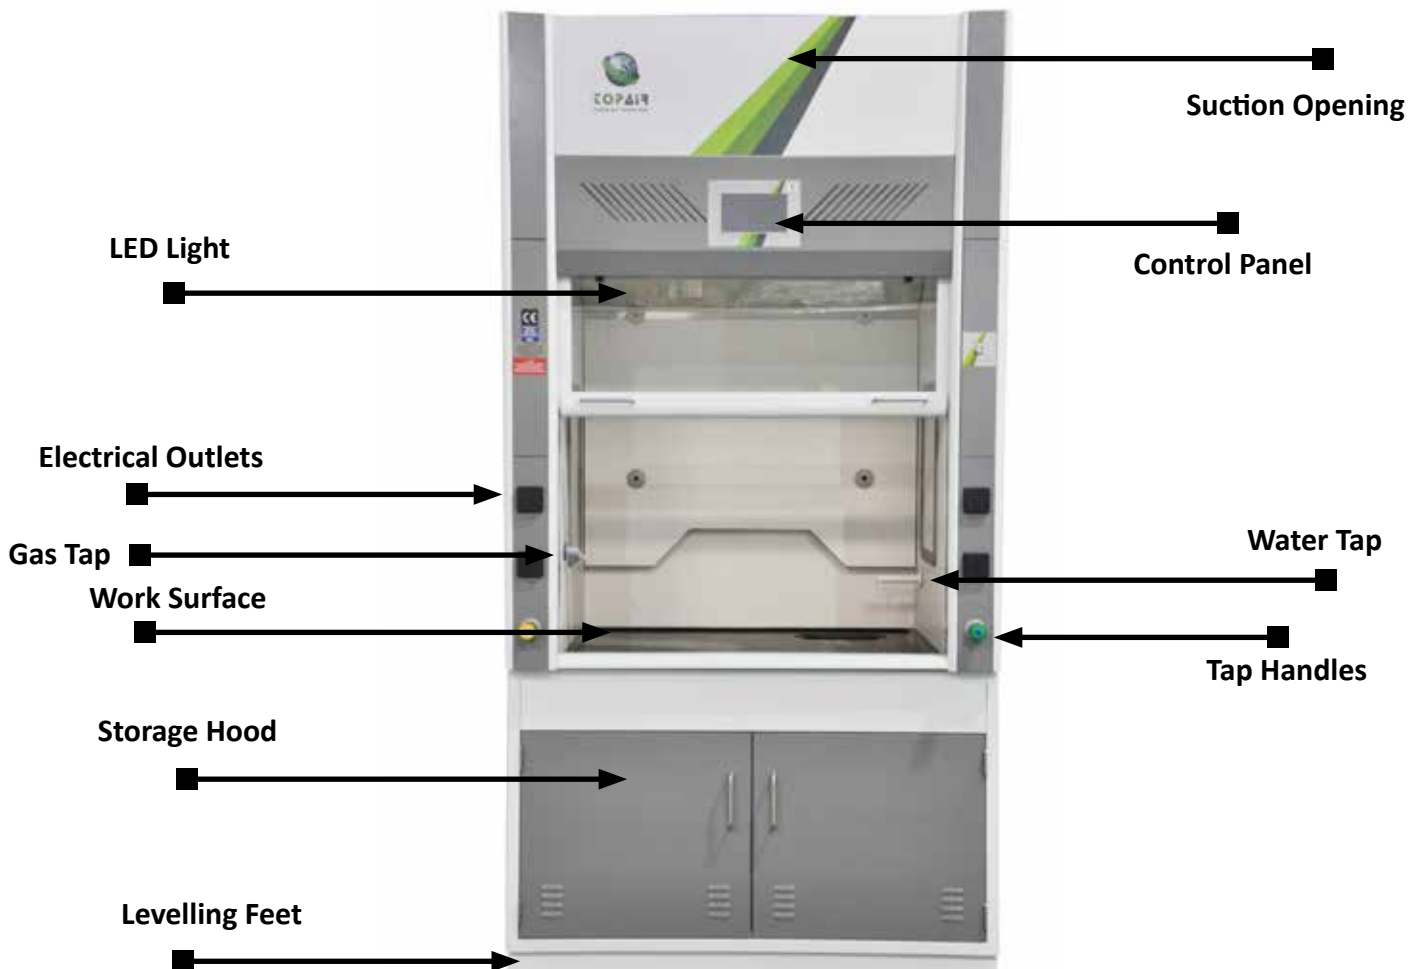 Suction Opening
TOPAIR
Control Panel
LED Light
CE
Electrical Outlets
Gas Tap
Water Tap
Work Surface
Tap Handles
Storage Hood
Levelling Feet